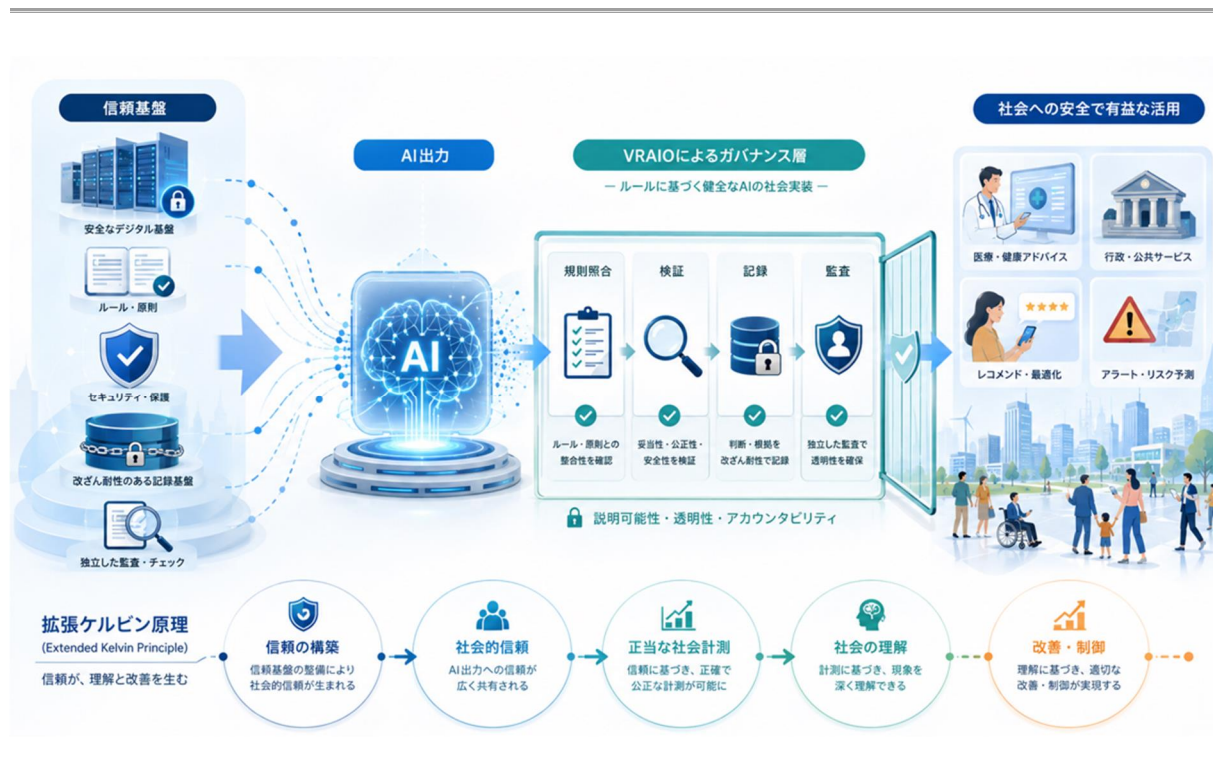 信頼基盤
安全なデジタル基盤
ルール・原則
セキュリティ・保護
改ざん耐性のある記録基盤
独立した監査・チェック
AI出力
AI
VRAIOによるガバナンス層
― ルールに基づく健全なAIの社会実装 ―
規則照合
ルール・原則との
整合性を確認
検証
妥当性・公正性・
安全性を検証
記録
判断・根拠を
改ざん耐性で記録
監査
独立した監査で
透明性を確保
説明可能性・透明性・アカウンタビリティ
社会への安全で有益な活用
医療・健康アドバイス
行政・公共サービス
レコメンド・最適化
アラート・リスク予測
拡張ケルビン原理
(Extended Kelvin Principle)
信頼が、理解と改善を生む
信頼の構築
信頼基盤の整備により
社会的信頼が生まれる
社会的信頼
AI出力への信頼が
広く共有される
正当な社会計測
信頼に基づき、正確で
公正な計測が可能に
社会の理解
計測に基づき、現象を
深く理解できる
改善・制御
理解に基づき、適切な
改善・制御が実現する